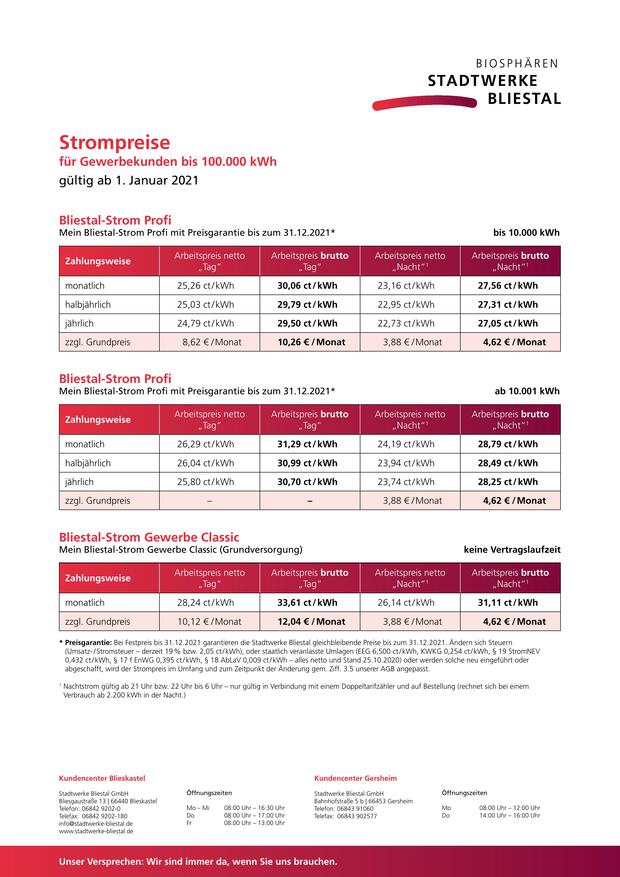 BIOSPHÄREN
STADTWERKE
BLIESTAL
Strompreise
für Gewerbekunden bis 100.000 kWh
gültig ab 1. Januar 2021
Bliestal-Strom Profi
Mein Bliestal-Strom Profi mit Preisgarantie bis zum 31.12.2021* bis 10.000 kWh
Zahlungsweise Arbeitspreis netto „Tag“ Arbeitspreis brutto „Tag“ Arbeitspreis netto „Nacht“¹ Arbeitspreis brutto „Nacht“¹
monatlich 25,26 ct/kWh 30,06 ct/kWh 23,16 ct/kWh 27,56 ct/kWh
halbjährlich 25,03 ct/kWh 29,79 ct/kWh 22,95 ct/kWh 27,31 ct/kWh
jährlich 24,79 ct/kWh 29,50 ct/kWh 22,73 ct/kWh 27,05 ct/kWh
zzgl. Grundpreis 8,62 €/Monat 10,26 €/Monat 3,88 €/Monat 4,62 €/Monat
Bliestal-Strom Profi
Mein Bliestal-Strom Profi mit Preisgarantie bis zum 31.12.2021* ab 10.001 kWh
Zahlungsweise Arbeitspreis netto „Tag“ Arbeitspreis brutto „Tag“ Arbeitspreis netto „Nacht“¹ Arbeitspreis brutto „Nacht“¹
monatlich 26,29 ct/kWh 31,29 ct/kWh 24,19 ct/kWh 28,79 ct/kWh
halbjährlich 26,04 ct/kWh 30,99 ct/kWh 23,94 ct/kWh 28,49 ct/kWh
jährlich 25,80 ct/kWh 30,70 ct/kWh 23,74 ct/kWh 28,25 ct/kWh
zzgl. Grundpreis – – 3,88 €/Monat 4,62 €/Monat
Bliestal-Strom Gewerbe Classic
Mein Bliestal-Strom Gewerbe Classic (Grundversorgung) keine Vertragslaufzeit
Zahlungsweise Arbeitspreis netto „Tag“ Arbeitspreis brutto „Tag“ Arbeitspreis netto „Nacht“¹ Arbeitspreis brutto „Nacht“¹
monatlich 28,24 ct/kWh 33,61 ct/kWh 26,14 ct/kWh 31,11 ct/kWh
zzgl. Grundpreis 10,12 €/Monat 12,04 €/Monat 3,88 €/Monat 4,62 €/Monat
* Preisgarantie: Bei Festpreis bis 31.12.2021 garantieren die Stadtwerke Bliestal gleichbleibende Preise bis zum 31.12.2021. Ändern sich Steuern
(Umsatz-/Stromsteuer – derzeit 19% bzw. 2,05 ct/kWh), oder staatlich veranlasste Umlagen (EEG 6,500 ct/kWh, KWKG 0,254 ct/kWh, § 19 StromNEV
0,432 ct/kWh, § 17 f EnWG 0,395 ct/kWh, § 18 AbLaV 0,009 ct/kWh – alles netto und Stand 25.10.2020) oder werden solche neu eingeführt oder
abgeschafft, wird der Strompreis im Umfang und zum Zeitpunkt der Änderung gem. Ziff. 3.5 unserer AGB angepasst.
¹ Nachtstrom gültig ab 21 Uhr bzw. 22 Uhr bis 6 Uhr – nur gültig in Verbindung mit einem Doppeltarifzähler und auf Bestellung (rechnet sich bei einem
Verbrauch ab 2.200 kWh in der Nacht.)
Kundencenter Blieskastel
Stadtwerke Bliestal GmbH
Bliesgaustraße 13 | 66440 Blieskastel
Telefon: 06842 9202-0
Telefax: 06842 9202-180
info@stadtwerke-bliestal.de
www.stadtwerke-bliestal.de
Öffnungszeiten
Mo – Mi 08:00 Uhr – 16:30 Uhr
Do 08:00 Uhr – 17:00 Uhr
Fr 08:00 Uhr – 13:00 Uhr
Kundencenter Gersheim
Stadtwerke Bliestal GmbH
Bahnhofstraße 5 b | 66453 Gersheim
Telefon: 06843 91060
Telefax: 06843 902577
Öffnungszeiten
Mo 08:00 Uhr – 12:00 Uhr
Do 14:00 Uhr – 16:00 Uhr
Unser Versprechen: Wir sind immer da, wenn Sie uns brauchen.